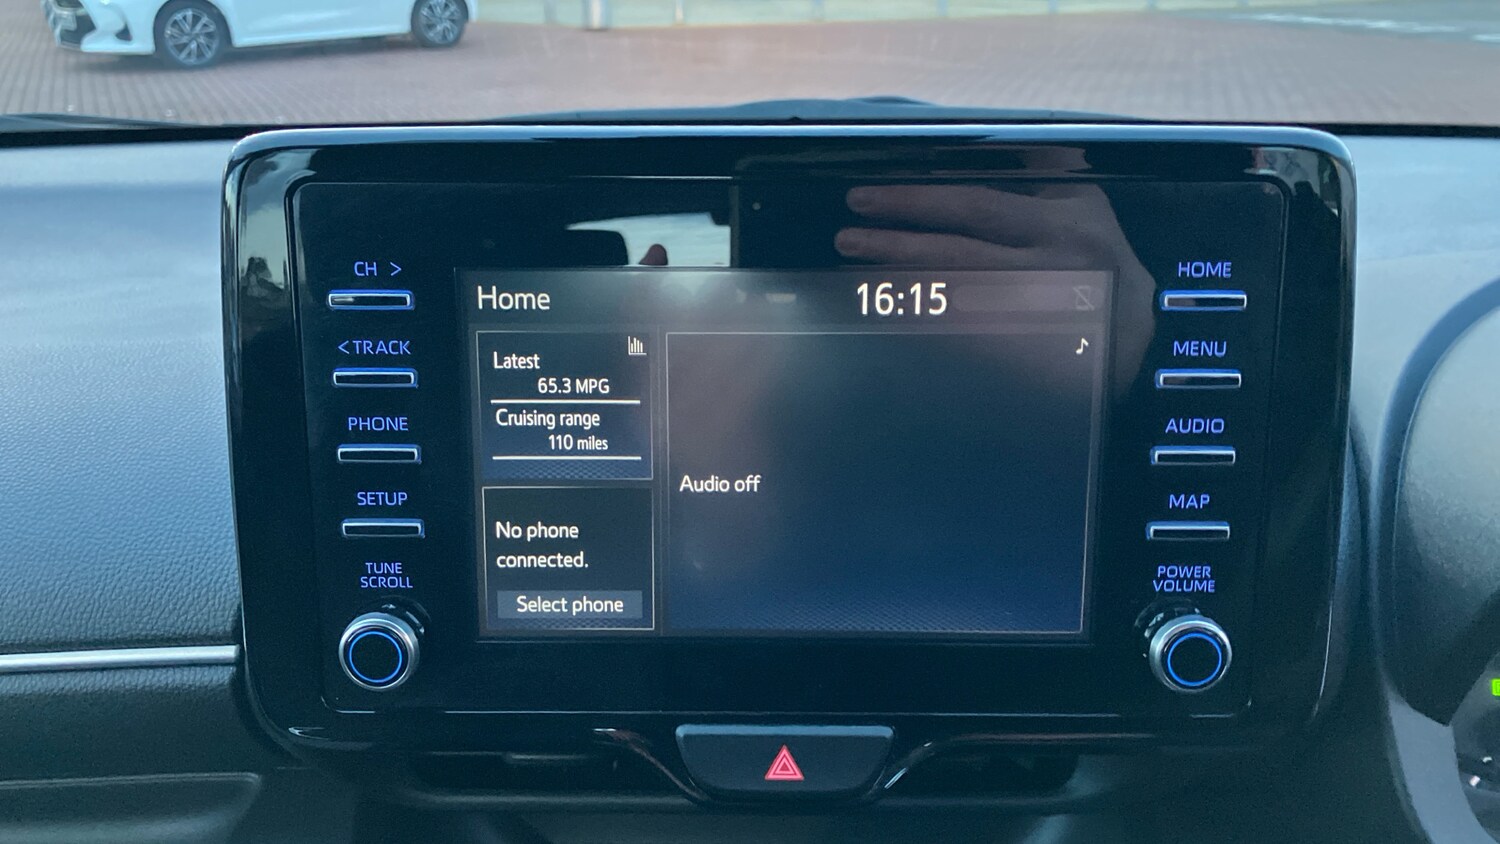 CH >
< TRACK
PHONE
SETUP
TUNE
SCROLL
Home
16:15
Latest
65.3 MPG
Cruising range
110 miles
No phone
connected.
Select phone
Audio off
HOME
MENU
AUDIO
MAP
POWER
VOLUME